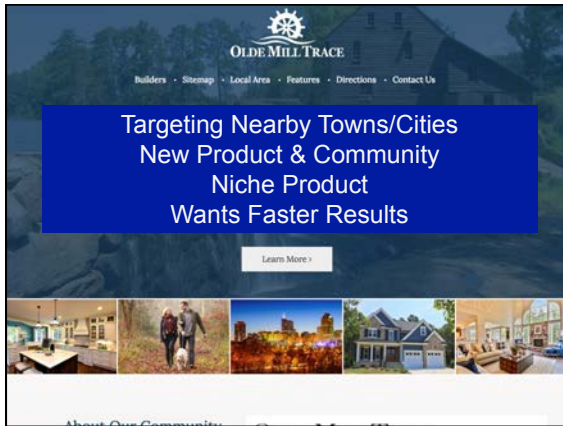 OLDE MILL TRACE
Builders · Sitemap · Local Area · Features · Directions · Contact Us
Targeting Nearby Towns/Cities
New Product & Community
Niche Product
Wants Faster Results
Learn More >
About Our Community